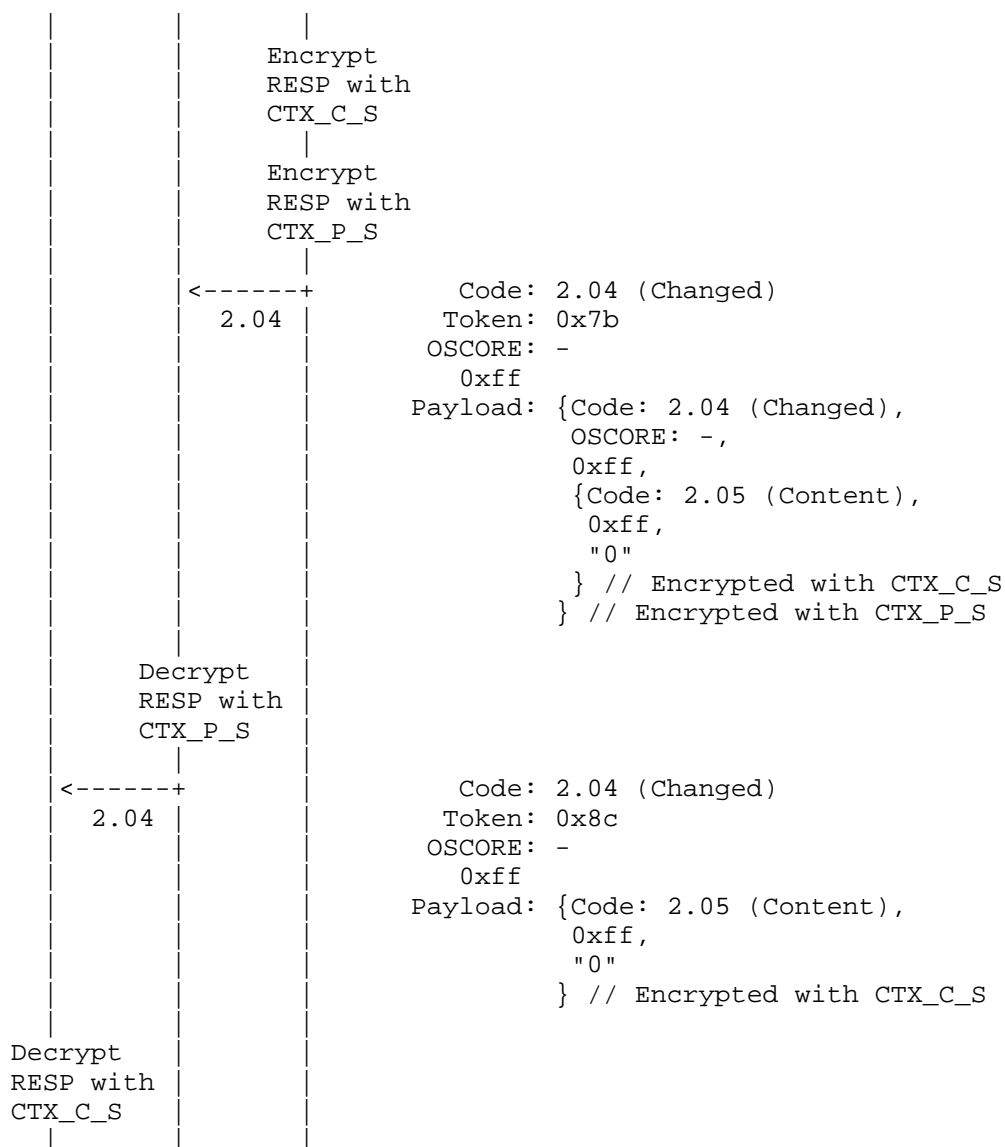 Encrypt
RESP with
CTX_C_S
Encrypt
RESP with
CTX_P_S
<------+ Code: 2.04 (Changed)
2.04 Token: 0x7b
OSCORE: -
0xff
Payload: {Code: 2.04 (Changed),
OSCORE: -,
0xff,
{Code: 2.05 (Content),
0xff,
"0"
} // Encrypted with CTX_C_S
} // Encrypted with CTX_P_S
Decrypt
RESP with
CTX_P_S
<------+ Code: 2.04 (Changed)
2.04 Token: 0x8c
OSCORE: -
0xff
Payload: {Code: 2.05 (Content),
0xff,
"0"
} // Encrypted with CTX_C_S
Decrypt
RESP with
CTX_C_S